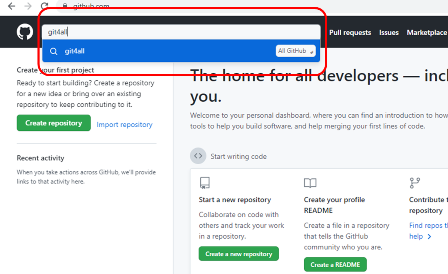 github.com
git4all
Pull requests Issues Marketplace
git4all All GitHub
Create your first project
Ready to start building? Create a repository
for a new idea or bring over an existing
repository to keep contributing to it.
Create repository Import repository
Recent activity
When you take actions across GitHub, we'll provide
links to that activity here.
The home for all developers — incl
you.
Welcome to your personal dashboard, where you can find an introduction to how
tools to help you build software, and help merging your first lines of code.
<> Start writing code
Start a new repository
Collaborate on code with
others and track your work
in a repository.
Create a new repository
Create your profile
README
Create a file in a repository
that tells the GitHub
community who you are.
Create a README
Contribute t
repository
Find repos th
help >